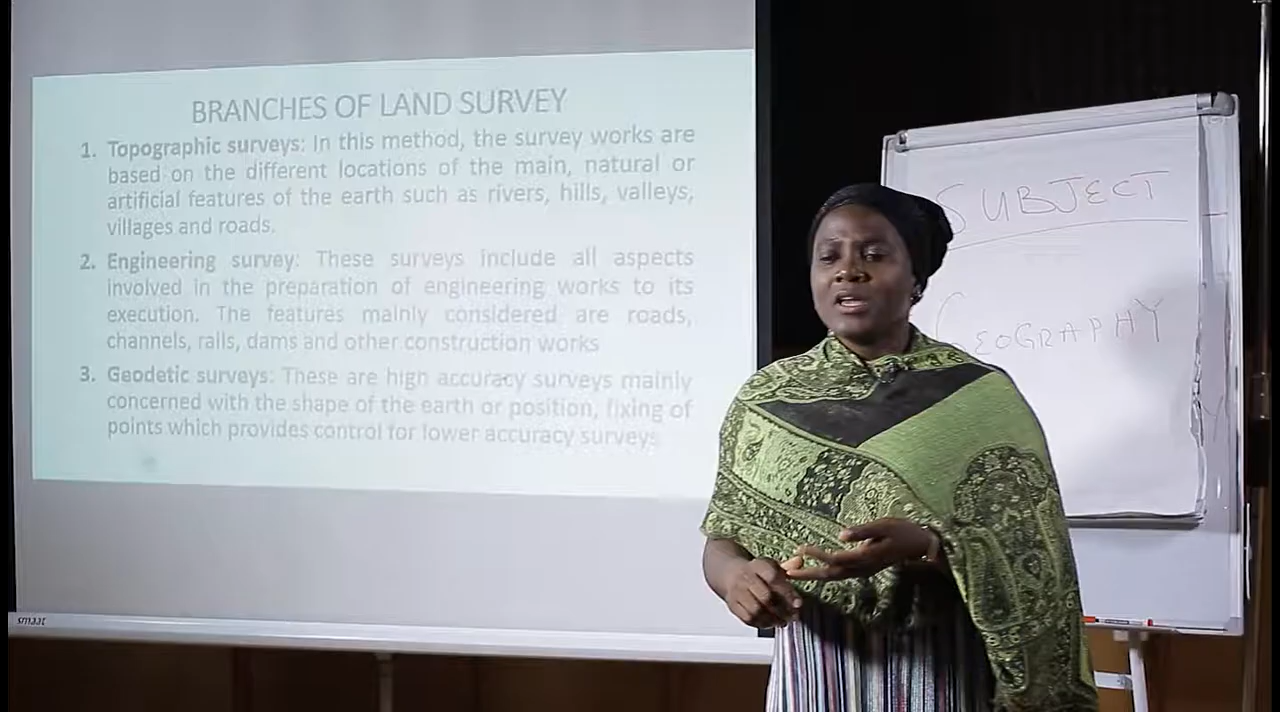 BRANCHES OF LAND SURVEY
1. Topographic surveys: In this method, the survey works are
based on the different locations of the main, natural or
artificial features of the earth such as rivers, hills, valleys,
villages and roads.
2. Engineering survey: These surveys include all aspects
involved in the preparation of engineering works to its
execution. The features mainly considered are roads,
channels, rails, dams and other construction works
3. Geodetic surveys: These are high accuracy surveys mainly
concerned with the shape of the earth or position, fixing of
points which provides control for lower accuracy surveys
smaat
SUBJECT
GEOGRAPHY